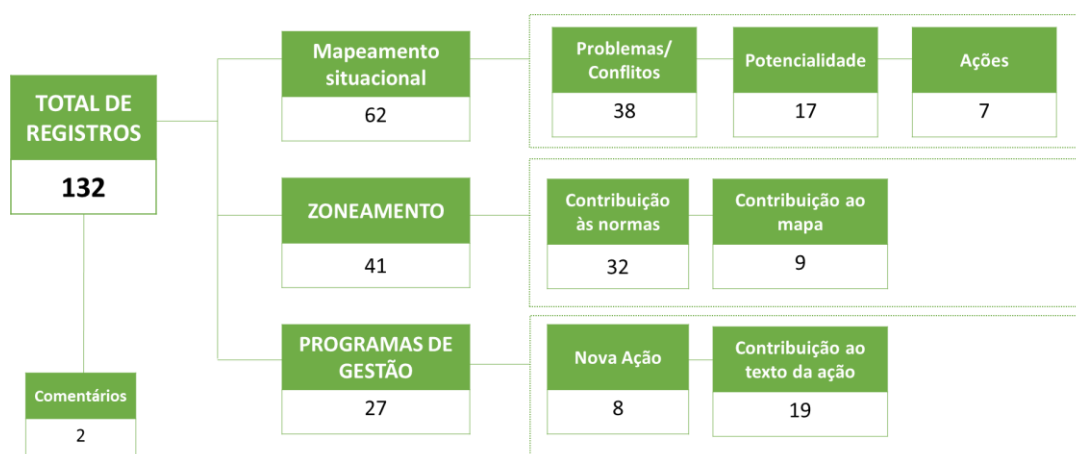 TOTAL DE
REGISTROS
132
Comentários
2
Mapeamento
situacional
62
Problemas/
Conflitos
38
Potencialidade
17
Ações
7
ZONEAMENTO
41
Contribuição
às normas
32
Contribuição ao
mapa
9
PROGRAMAS DE
GESTÃO
27
Nova Ação
8
Contribuição ao
texto da ação
19